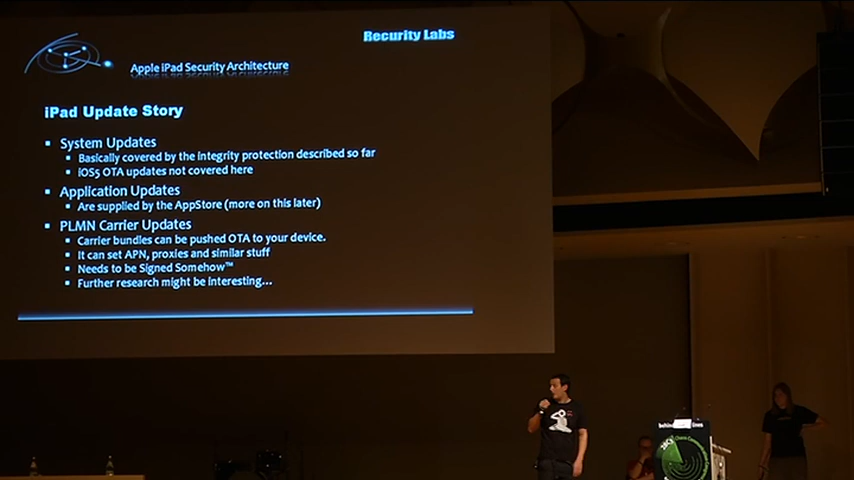 Recurity Labs
Apple iPad Security Architecture
iPad Update Story
System Updates
Basically covered by the integrity protection described so far
iOS5 OTA updates not covered here
Application Updates
Are supplied by the AppStore (more on this later)
PLMN Carrier Updates
Carrier bundles can be pushed OTA to your device.
It can set APN, proxies and similar stuff
Needs to be Signed Somehow™
Further research might be interesting...
behind
lines